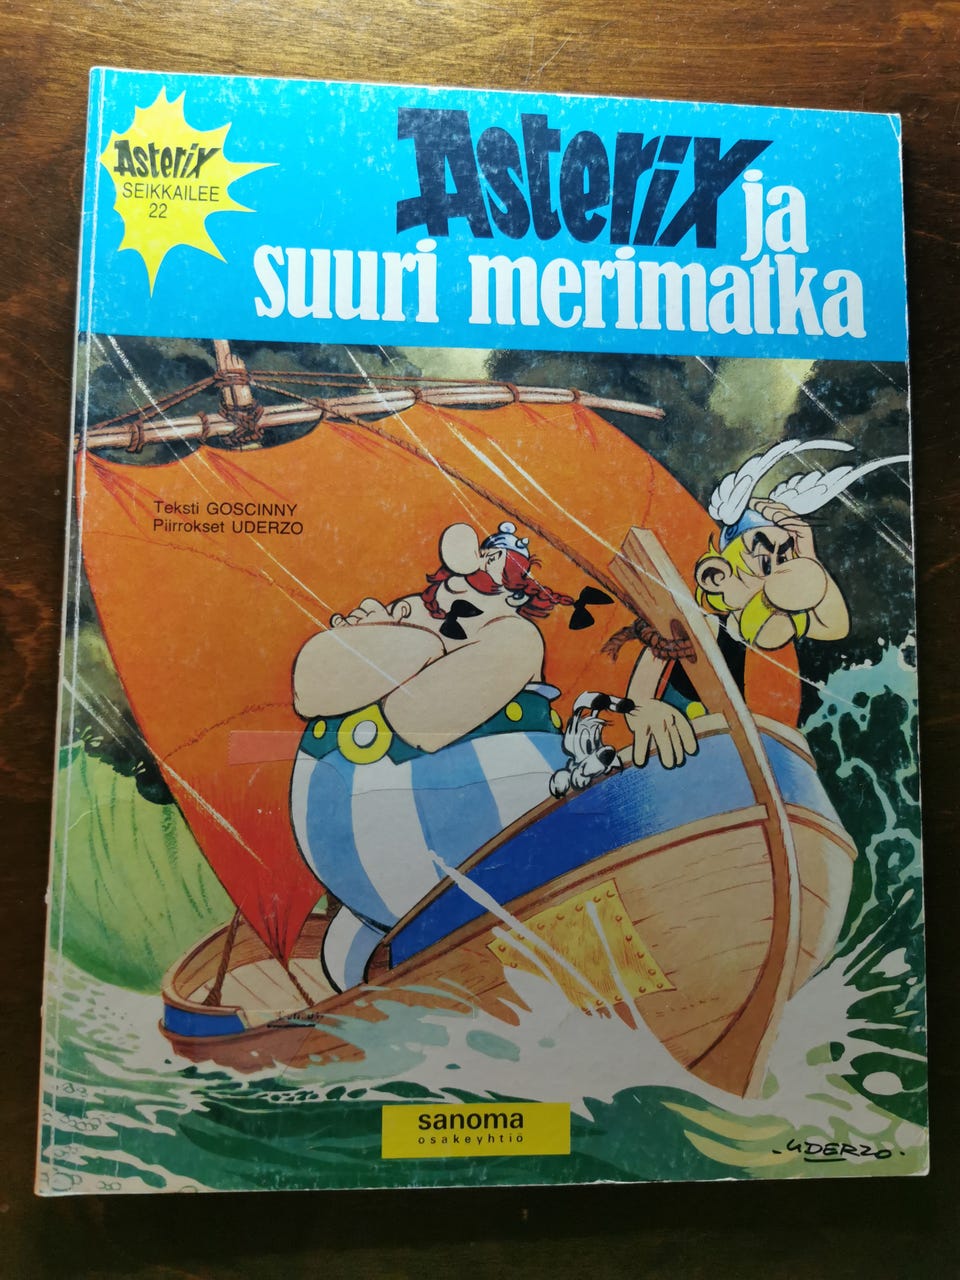 Asterix
SEIKKAILEE
22
Asterix ja
suuri merimatka
Teksti GOSCINNY
Piirrokset UDERZO
sanoma
osakeyhtiö
UDERZO